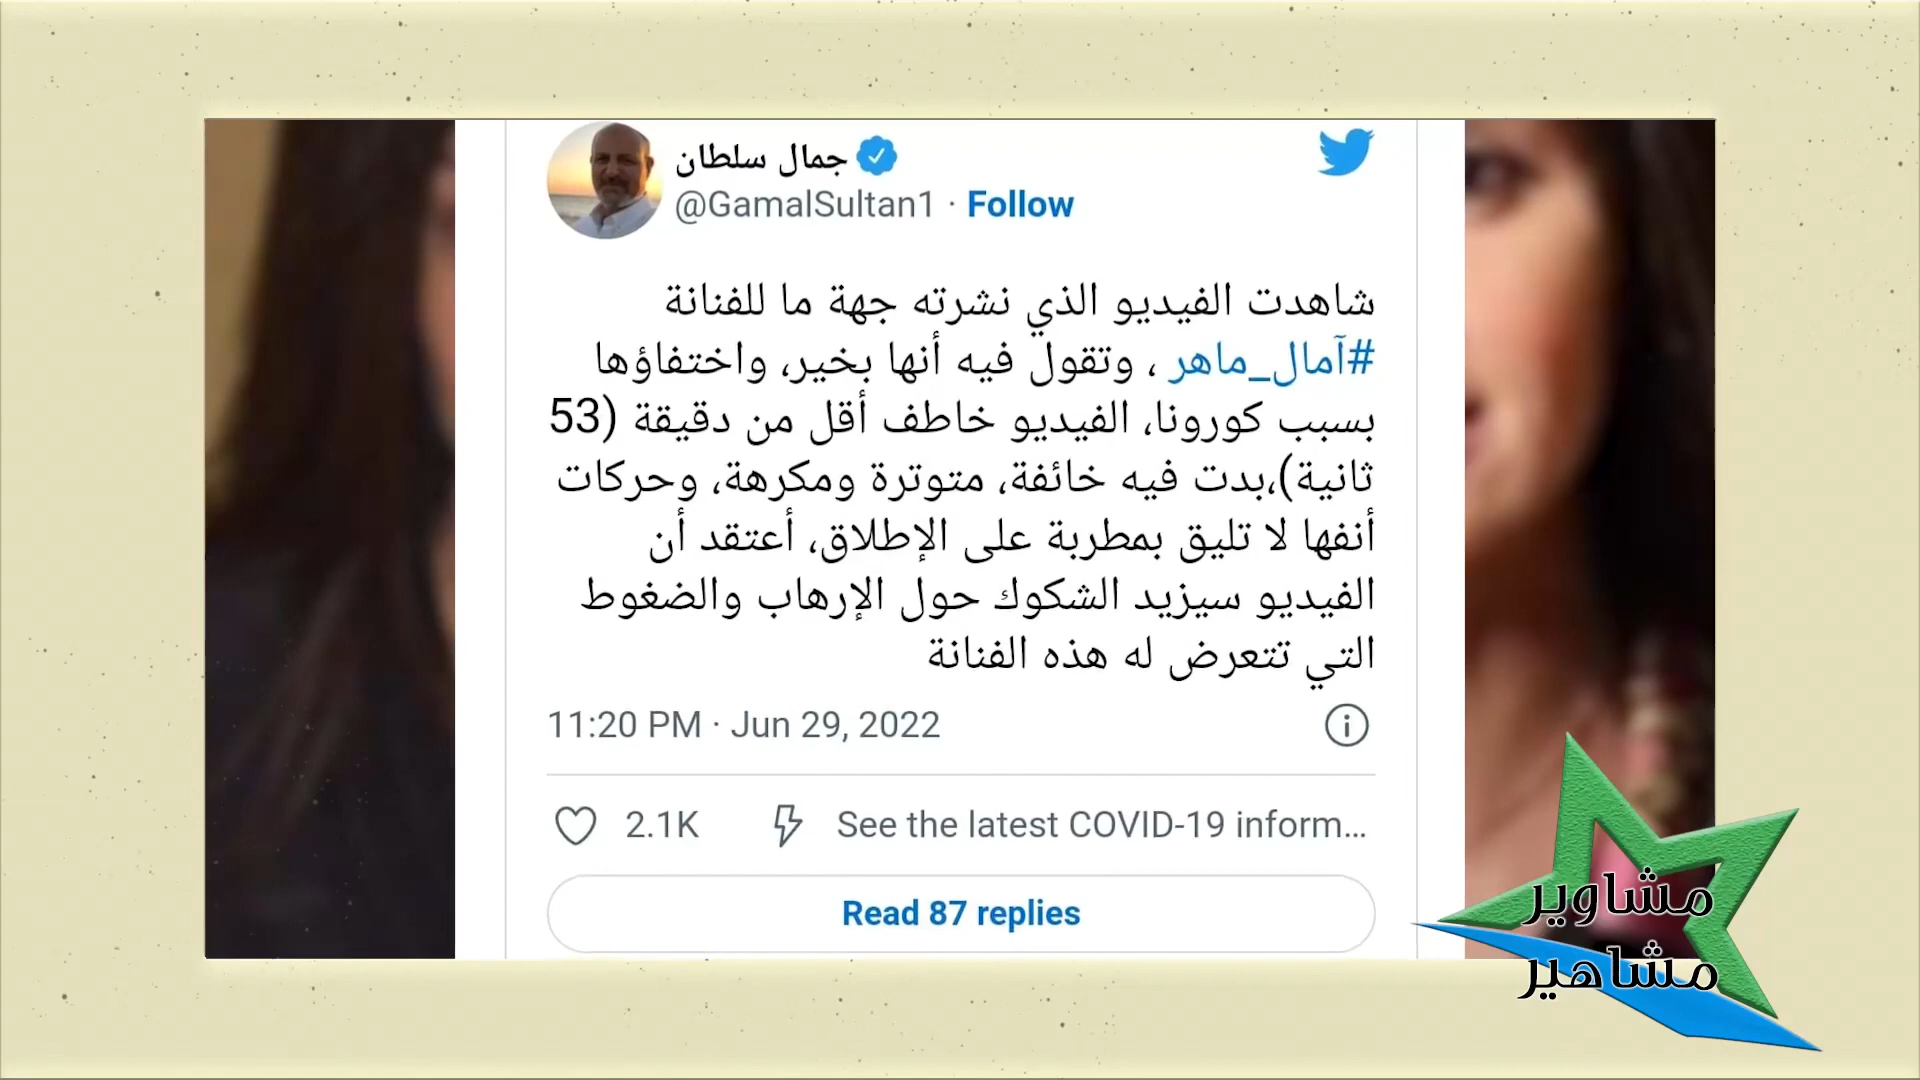 جمال سلطان
@GamalSultan1 · Follow
شاهدت الفيديو الذي نشرته جهة ما للفنانة
#آمال_ماهر ، وتقول فيه أنها بخير، واختفاؤها
بسبب كورونا، الفيديو خاطف أقل من دقيقة (53
ثانية)،بدت فيه خائفة، متوترة ومكرهة، وحركات
أنفها لا تليق بمطربة على الإطلاق، أعتقد أن
الفيديو سيزيد الشكوك حول الإرهاب والضغوط
التي تتعرض له هذه الفنانة
11:20 PM · Jun 29, 2022
2.1K See the latest COVID-19 inform...
Read 87 replies
مشاوير
مشاهير